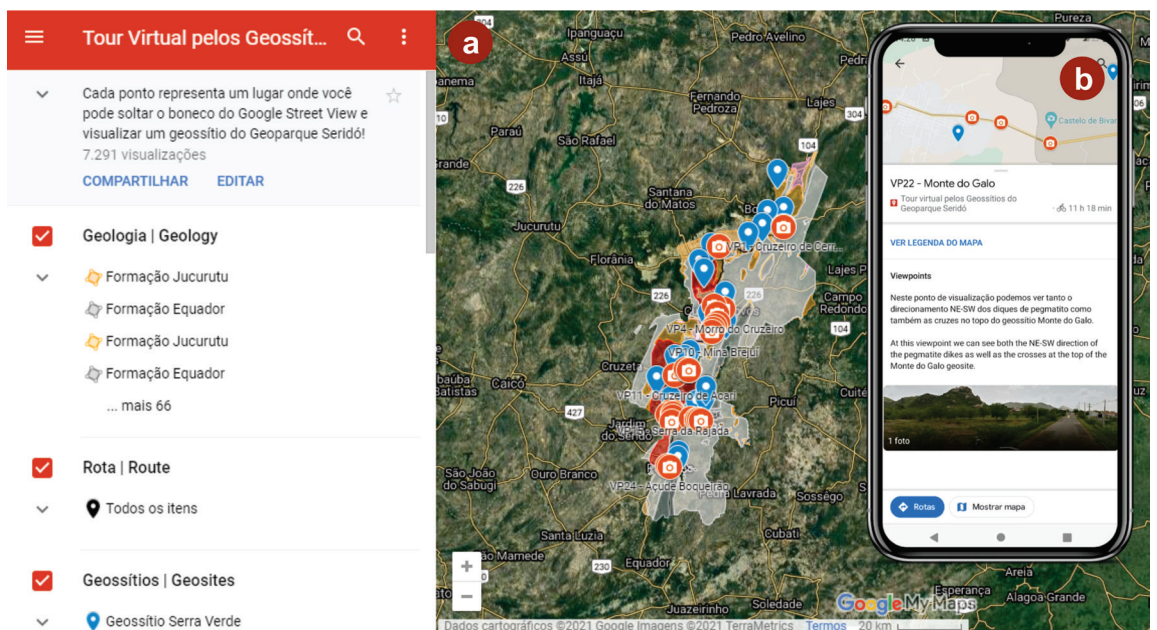 Tour Virtual pelos Geossít...
Cada ponto representa um lugar onde você
pode soltar o boneco do Google Street View e
visualizar um geossítio do Geoparque Seridó!
7.291 visualizações
COMPARTILHAR EDITAR
Geologia | Geology
Formação Jucurutu
Formação Equador
Formação Jucurutu
Formação Equador
... mais 66
Rota | Route
Todos os itens
Geossítios | Geosites
Geossítio Serra Verde
a
304
Ipanguaçu
Pedro Avelino
Pureza
Assú
Itajá
Fernando
Pedroza
Lajes
304
Paraú
São Rafael
104
226
Santana
do Matos
Jucurutu
VP1 - Cruzeiro de Cerr...
Florânia
Lajes P
226
226
Campo
Redondo
VP4 - Morro do Cruzeiro
104
VP10 - Mina Brejuí
Cruzeta
Caicó
VP11 - Cruzeiro de Acari
Picuí
Cuité
427
Jardim
do Seridó
Serra da Rajada
São João
do Sabugi
Ouro Branco
VP24 - Açude Boqueirão
Pedra Lavrada
Sossêgo
Santa Luzia
Cubati
São Mamede
230
Equador
Areia
Esperança
Alagoa Grande
Juazeirinho
Soledade
+
−
Google My Maps
Dados cartográficos ©2021 Google Imagens ©2021 TerraMetrics Termos 20 km
b
Castelo de Bivar
VP22 - Monte do Galo
Tour virtual pelos Geossítios do
Geoparque Seridó
11 h 18 min
VER LEGENDA DO MAPA
Viewpoints
Neste ponto de visualização podemos ver tanto o
direcionamento NE-SW dos diques de pegmatito como
também as cruzes no topo do geossítio Monte do Galo.
At this viewpoint we can see both the NE-SW direction of
the pegmatite dikes as well as the crosses at the top of the
Monte do Galo geosite.
1 foto
Rotas Mostrar mapa